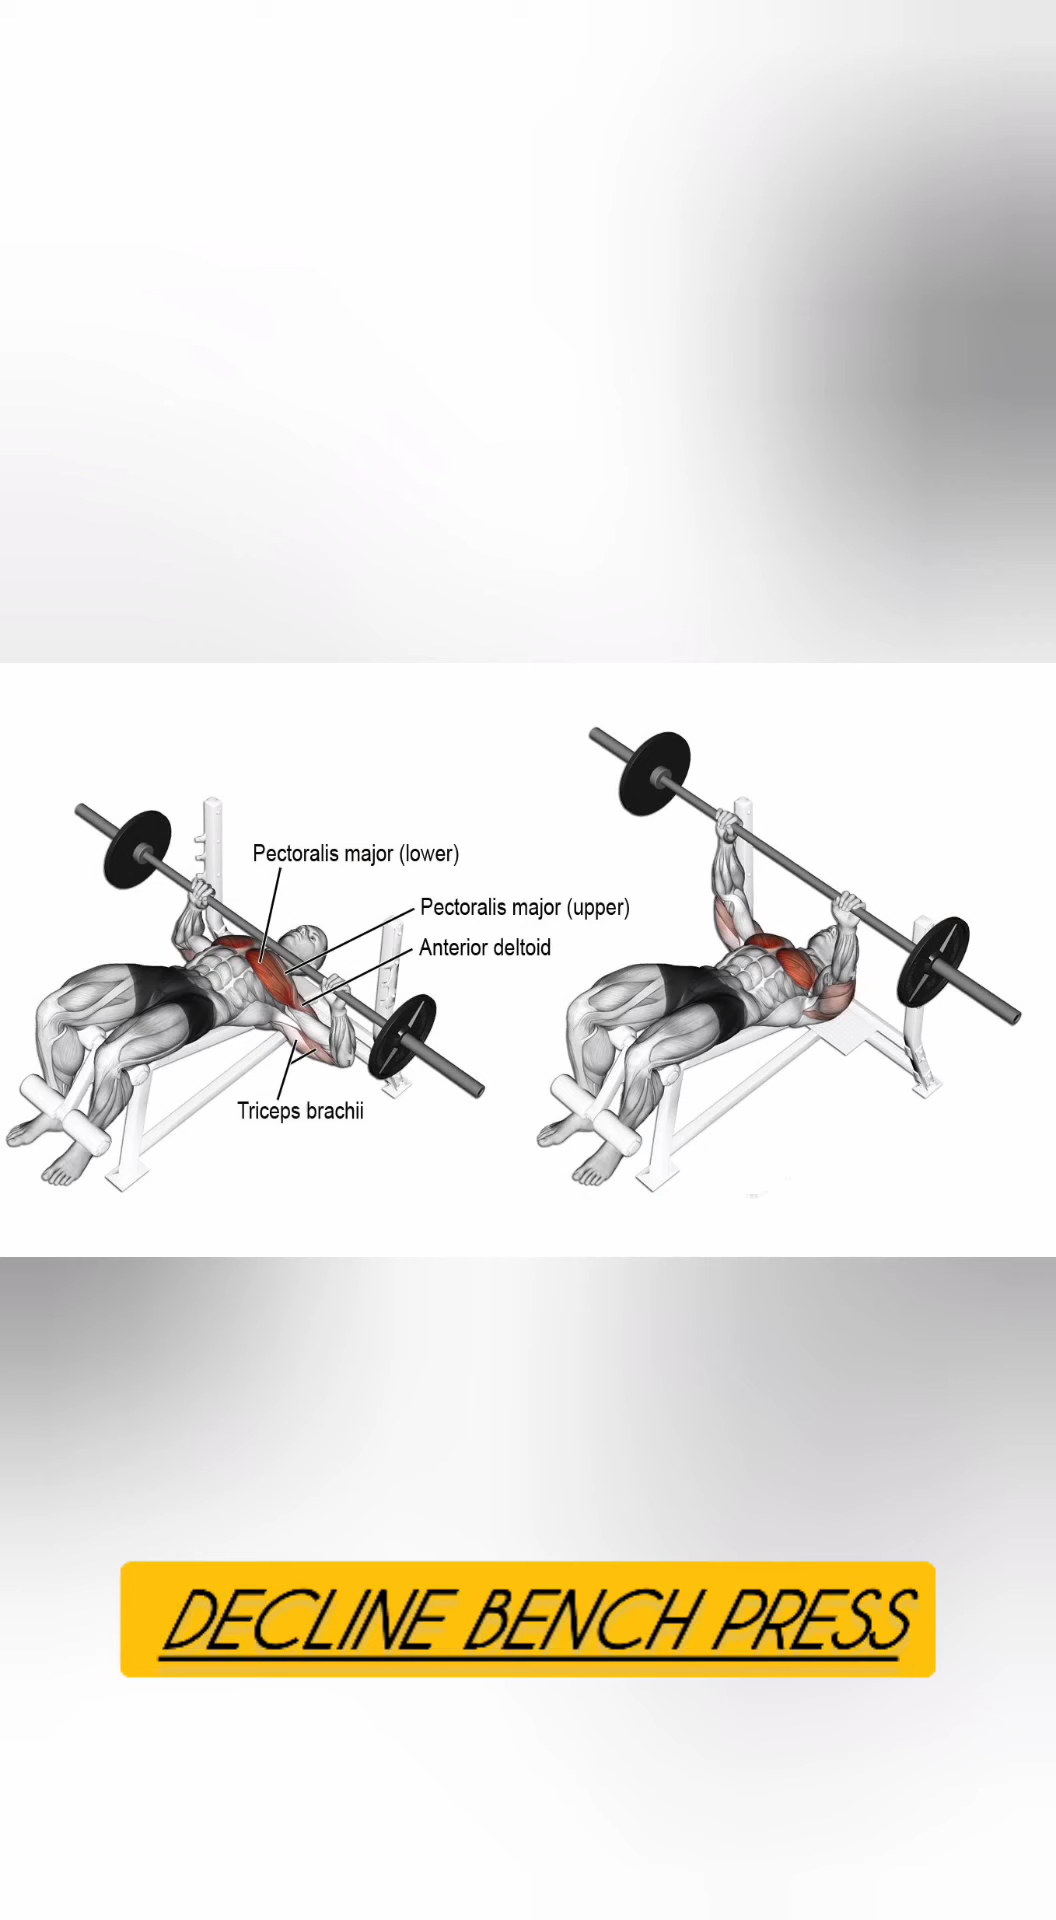 Pectoralis major (lower)
Pectoralis major (upper)
Anterior deltoid
Triceps brachii
DECLINE BENCH PRESS